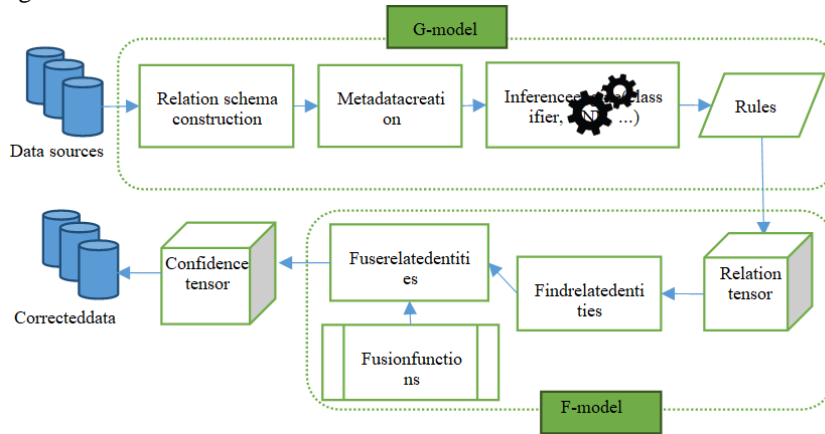 G-model
Relation schema
construction
Metadatacreati
on
ifier,
...)
Rules
Data sources
Confidence
tensor
Fuserelatedentiti
es
Findrelatedenti
ties
Relation
tensor
Correcteddata
Fusionfunctio
ns
F-model